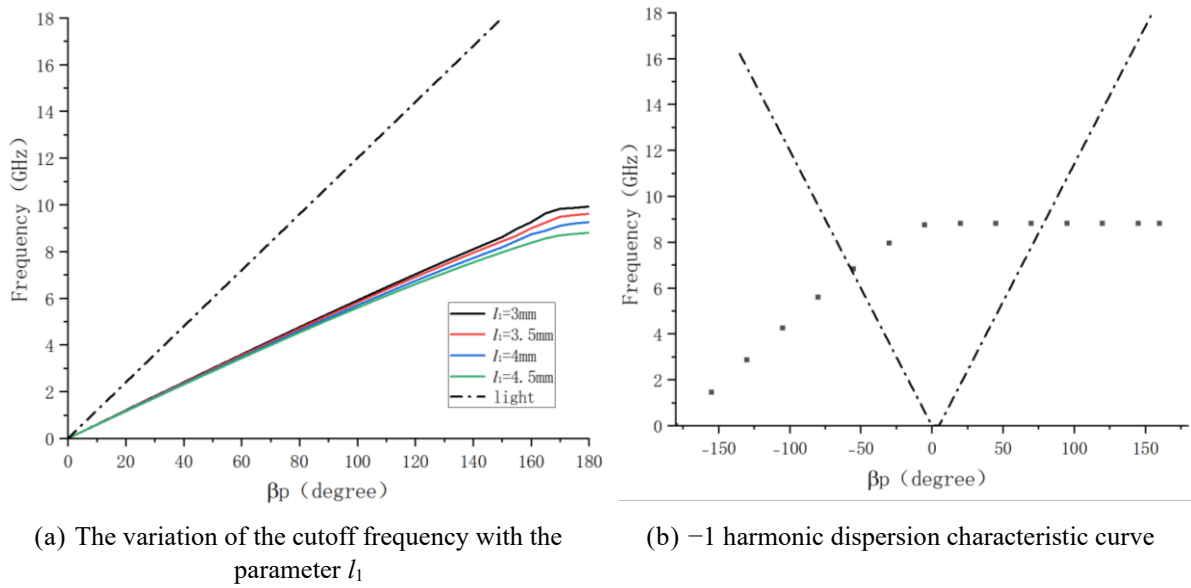 18
16
14
12
10
8
6
4
2
0
Frequency（GHz）
l₁=3mm
l₁=3.5mm
l₁=4mm
l₁=4.5mm
light
0 20 40 60 80 100 120 140 160 180
βp（degree）
18
16
14
12
10
8
6
4
2
0
Frequency（GHz）
-150 -100 -50 0 50 100 150
βp（degree）
(a) The variation of the cutoff frequency with the
parameter l₁
(b) −1 harmonic dispersion characteristic curve